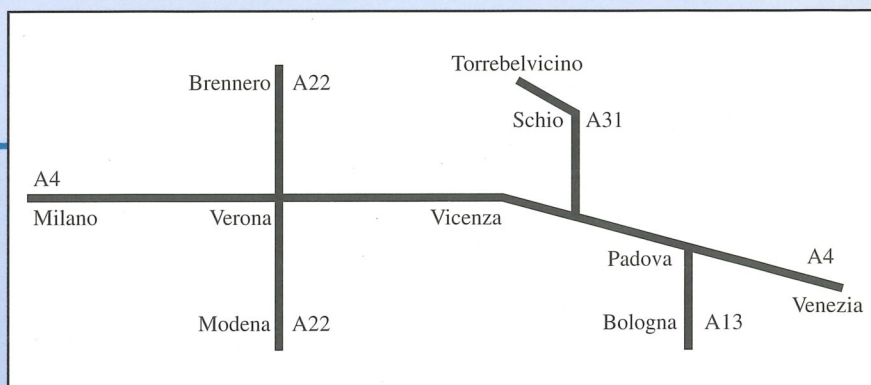 Torrebelvicino
Brennero A22
Schio A31
A4
Milano Verona Vicenza
Padova A4
Venezia
Modena A22 Bologna A13